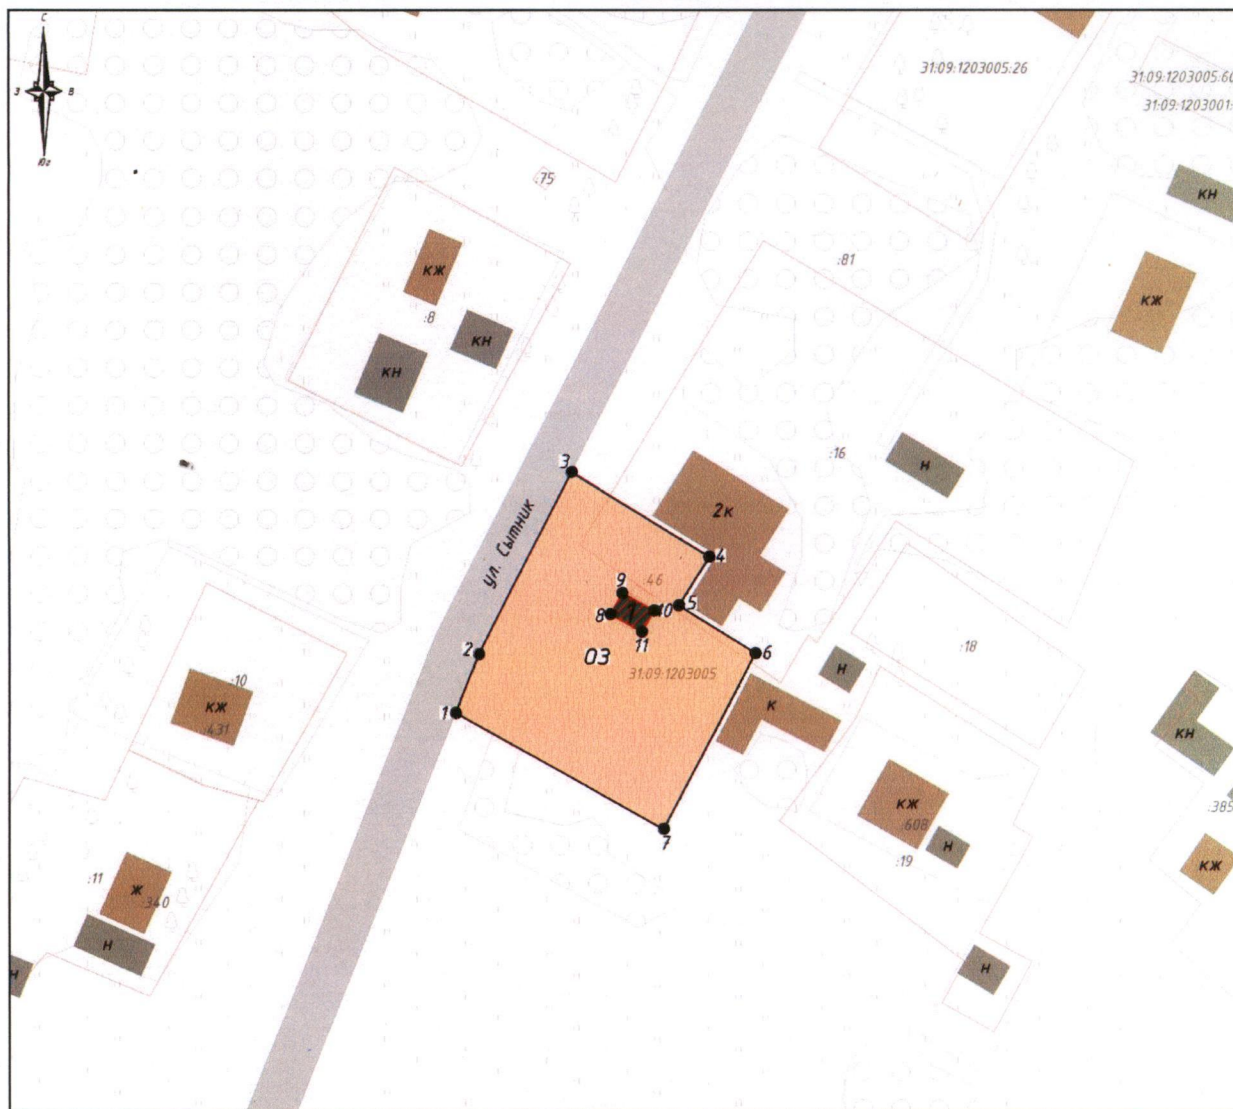 С
З
В
Юг
31:09:1203005:26
31:09:1203005:60
31:09:1203001:
:75
КН
КЖ
:8
КН
КН
:81
КЖ
3
:16
Н
2к
ул. Сытник
4
:46
9
5
8
10
11
2
03
6
31:09:1203005
:18
Н
:10
КЖ
:431
1
К
КН
КЖ
:608
Н
:385
7
:19
КЖ
:11
Ж
:340
Н
Н
Н